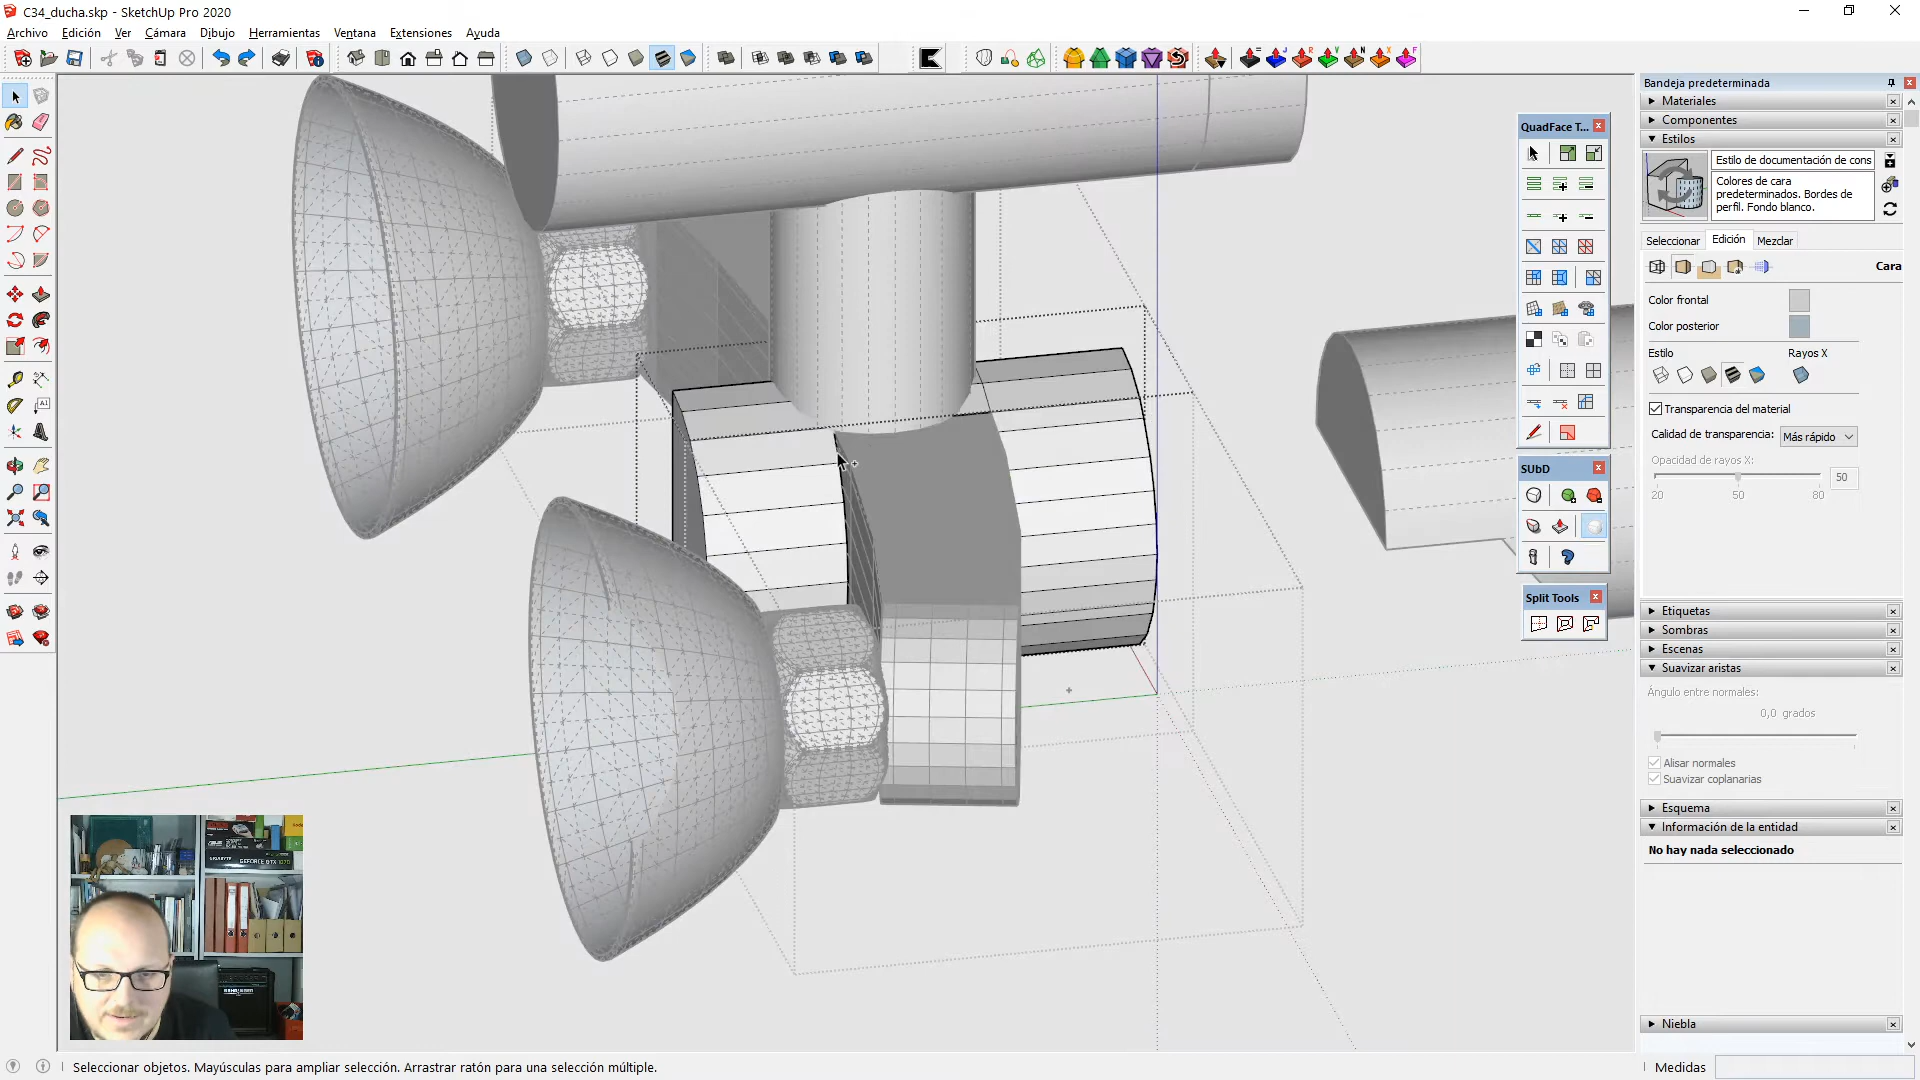 C34_ducha.skp - SketchUp Pro 2020
Archivo Edición Ver Cámara Dibujo Herramientas Ventana Extensiones Ayuda
Bandeja predeterminada
Materiales
Componentes
Estilos
Estilo de documentación de cons
Colores de cara
predeterminados. Bordes de
perfil. Fondo blanco.
Seleccionar Edición Mezclar
Cara
Color frontal
Color posterior
Estilo Rayos X
Transparencia del material
Calidad de transparencia: Más rápido
Opacidad de rayos X: 50
20 50 80
Etiquetas
Sombras
Escenas
Suavizar aristas
Ángulo entre normales:
0,0 grados
Alisar normales
Suavizar coplanarias
Esquema
Información de la entidad
No hay nada seleccionado
Niebla
QuadFace T...
SUbD
Split Tools
GIGABYTE
GEFORCE GTX 1070
Seleccionar objetos. Mayúsculas para ampliar selección. Arrastrar ratón para una selección múltiple.
Medidas